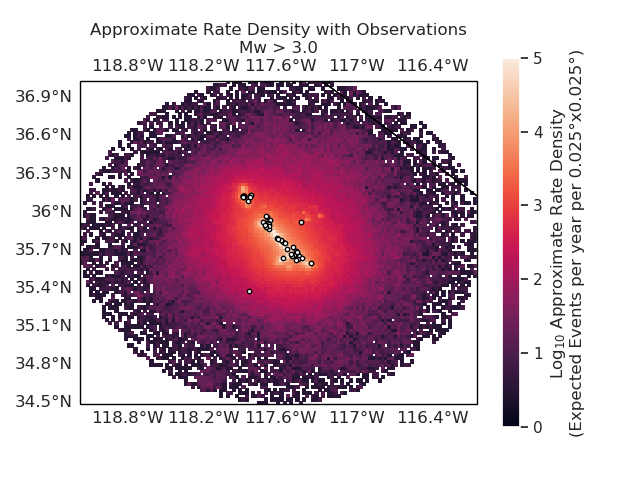 Approximate Rate Density with Observations
Mw > 3.0
118.8°W 118.2°W 117.6°W 117°W 116.4°W
36.9°N
36.6°N
36.3°N
36°N
35.7°N
35.4°N
35.1°N
34.8°N
34.5°N
118.8°W 118.2°W 117.6°W 117°W 116.4°W
5
4
3
2
1
0
Log₁₀ Approximate Rate Density
(Expected Events per year per 0.025°x0.025°)